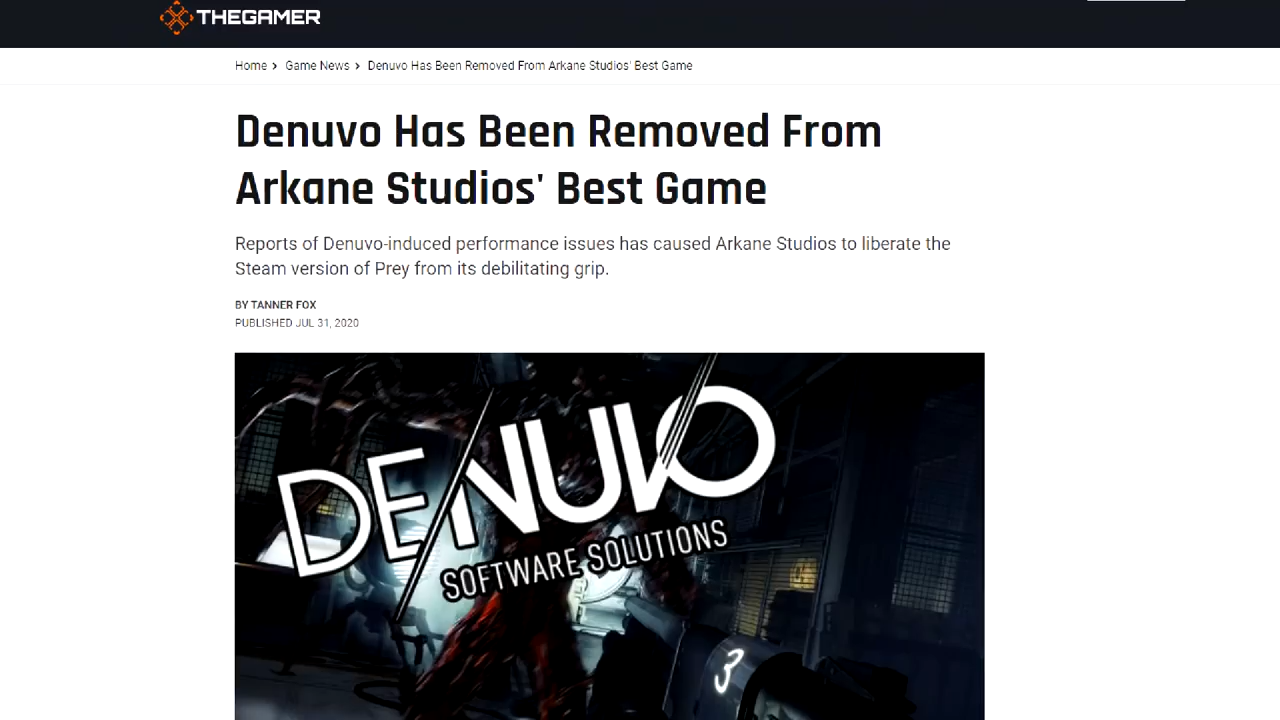 THEGAMER
Home > Game News > Denuvo Has Been Removed From Arkane Studios' Best Game
Denuvo Has Been Removed From
Arkane Studios' Best Game
Reports of Denuvo-induced performance issues has caused Arkane Studios to liberate the
Steam version of Prey from its debilitating grip.
BY TANNER FOX
PUBLISHED JUL 31, 2020
DENUVO
SOFTWARE SOLUTIONS
3